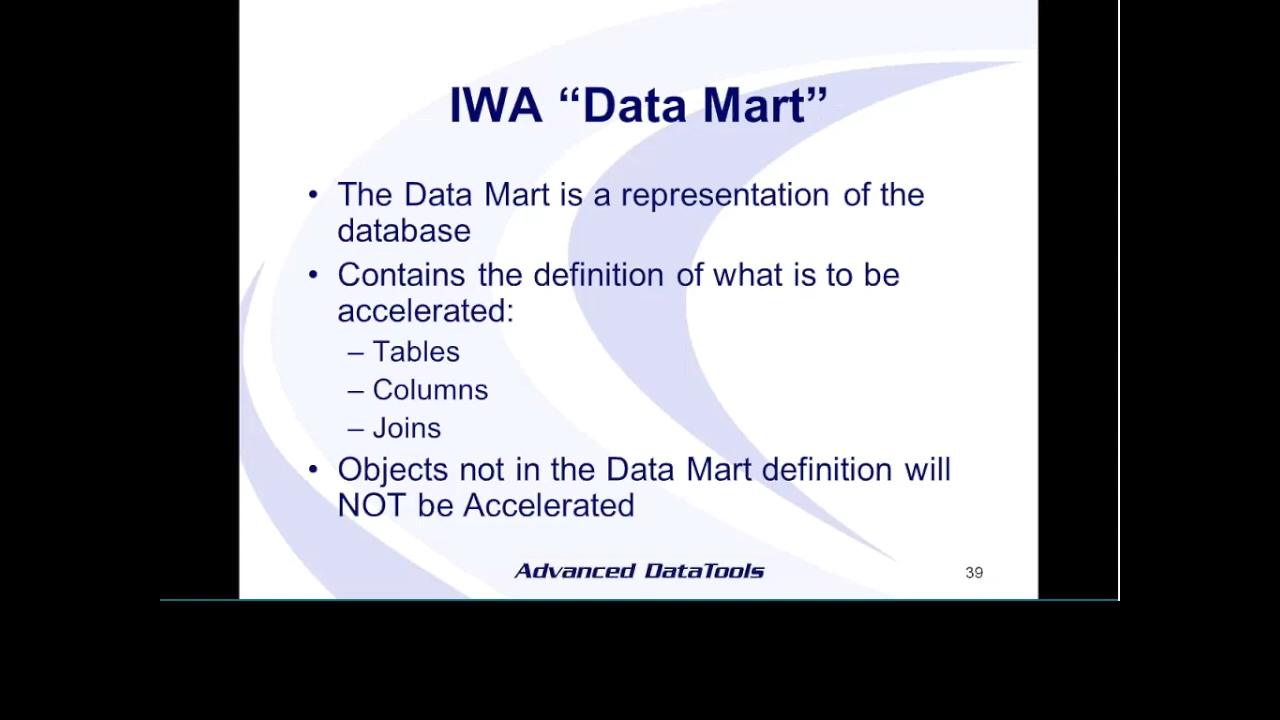 IWA “Data Mart”
• The Data Mart is a representation of the
database
• Contains the definition of what is to be
accelerated:
– Tables
– Columns
– Joins
• Objects not in the Data Mart definition will
NOT be Accelerated
Advanced DataTools
39